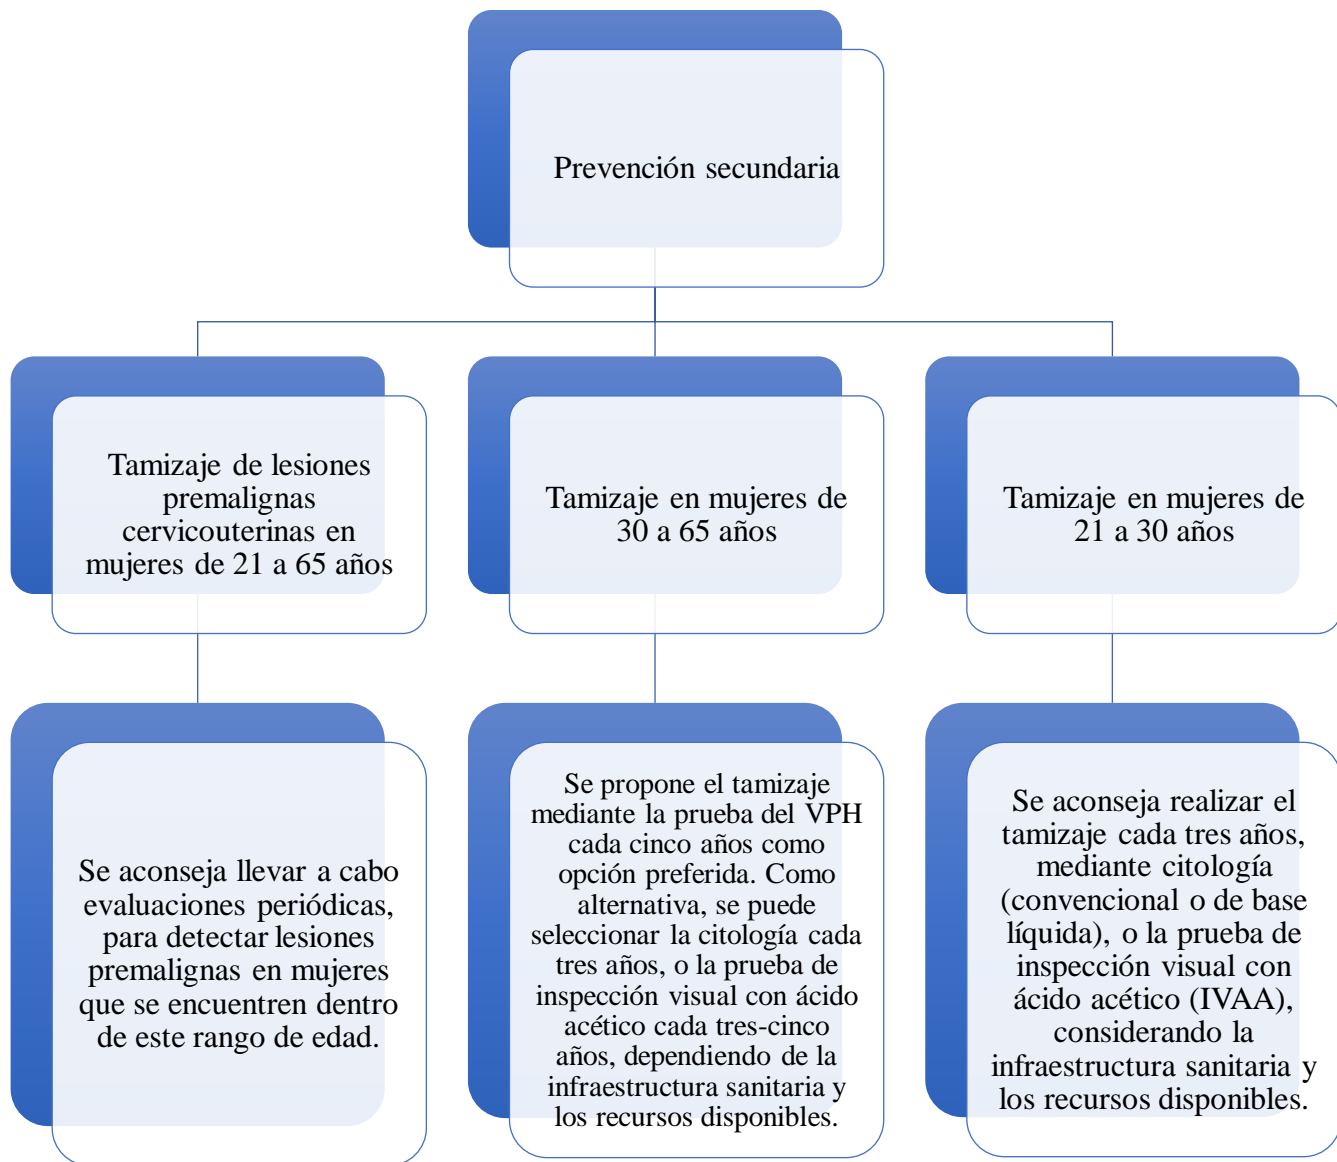 Prevención secundaria
Tamizaje de lesiones
premalignas
cervicouterinas en
mujeres de 21 a 65 años
Tamizaje en mujeres de
30 a 65 años
Tamizaje en mujeres de
21 a 30 años
Se aconseja llevar a cabo
evaluaciones periódicas,
para detectar lesiones
premalignas en mujeres
que se encuentren dentro
de este rango de edad.
Se propone el tamizaje
mediante la prueba del VPH
cada cinco años como
opción preferida. Como
alternativa, se puede
seleccionar la citología cada
tres años, o la prueba de
inspección visual con ácido
acético cada tres-cinco
años, dependiendo de la
infraestructura sanitaria y
los recursos disponibles.
Se aconseja realizar el
tamizaje cada tres años,
mediante citología
(convencional o de base
líquida), o la prueba de
inspección visual con
ácido acético (IVAA),
considerando la
infraestructura sanitaria y
los recursos disponibles.